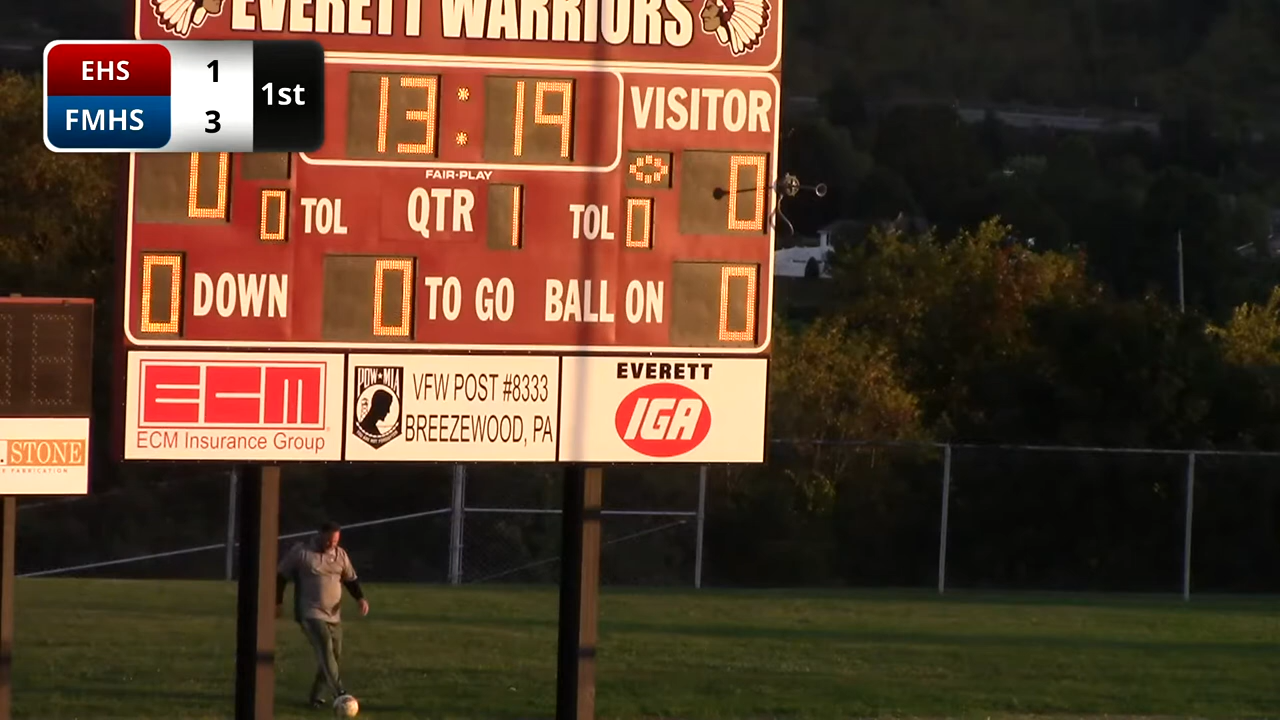 EVERETT WARRIORS
EHS 1
FMHS 3
1st
13:19
VISITOR
FAIR-PLAY
0 0 TOL QTR 1 TOL 0 0
0 DOWN 0 TO GO BALL ON 0
ECM
ECM Insurance Group
POW★MIA
VFW POST #8333
BREEZEWOOD, PA
EVERETT
IGA
STONE
FABRICATION